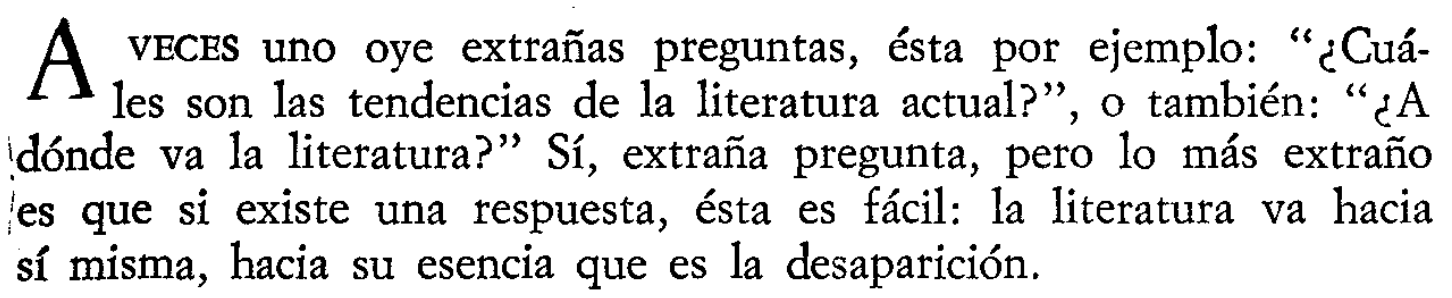 A VECES uno oye extrañas preguntas, ésta por ejemplo: “¿Cuá-
les son las tendencias de la literatura actual?”, o también: “¿A
dónde va la literatura?” Sí, extraña pregunta, pero lo más extraño
es que si existe una respuesta, ésta es fácil: la literatura va hacia
sí misma, hacia su esencia que es la desaparición.